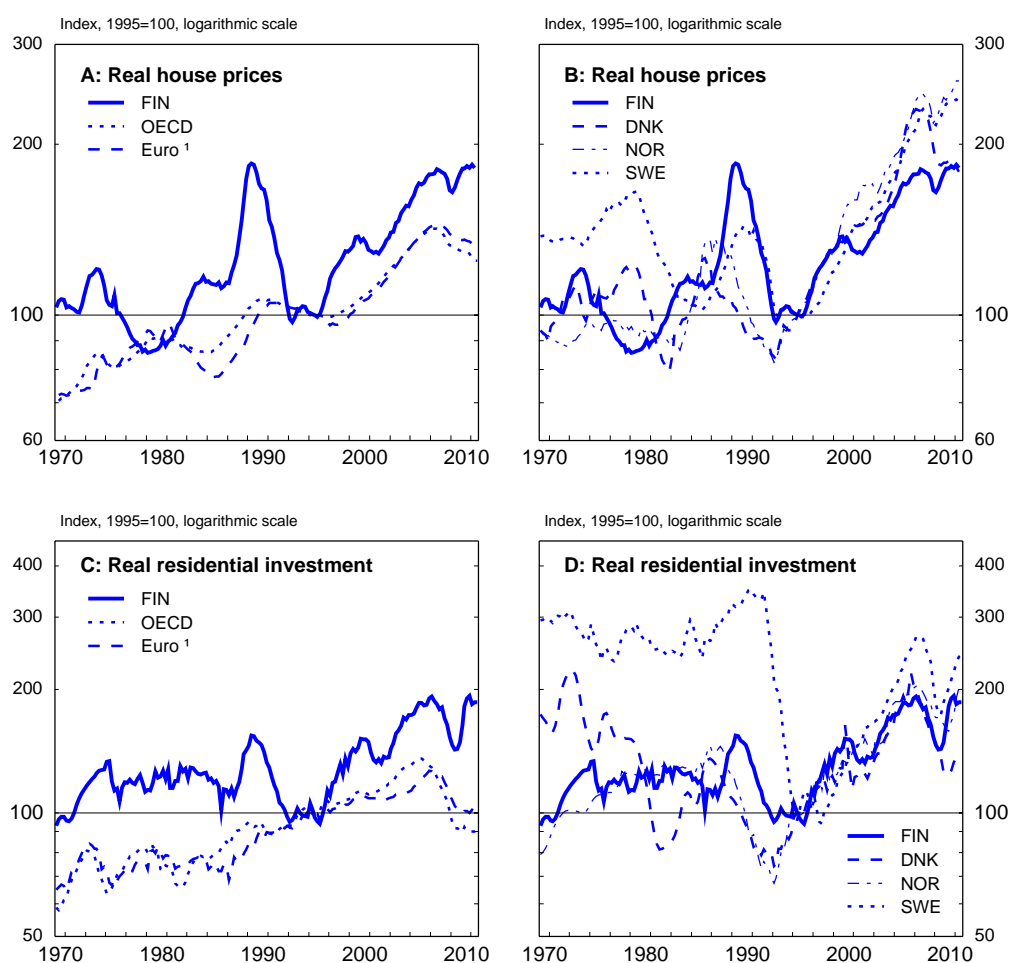 Index, 1995=100, logarithmic scale
300
A: Real house prices
FIN
OECD
Euro ¹
200
100
60
1970 1980 1990 2000 2010
Index, 1995=100, logarithmic scale
300
B: Real house prices
FIN
DNK
NOR
SWE
200
100
60
1970 1980 1990 2000 2010
Index, 1995=100, logarithmic scale
400
C: Real residential investment
FIN
OECD
Euro ¹
300
200
100
50
1970 1980 1990 2000 2010
Index, 1995=100, logarithmic scale
D: Real residential investment
400
300
200
100
FIN
DNK
NOR
SWE
50
1970 1980 1990 2000 2010